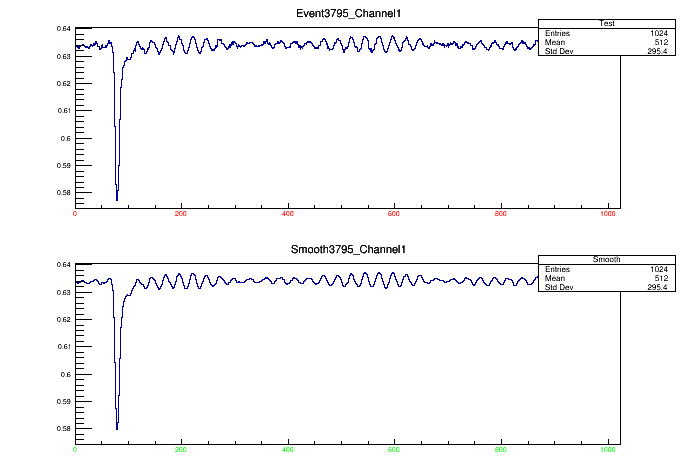 Event3795_Channel1
Test
Entries 1024
Mean 512
Std Dev 295.4
0.64
0.63
0.62
0.61
0.6
0.59
0.58
0 200 400 600 800 1000
Smooth3795_Channel1
Smooth
Entries 1024
Mean 512
Std Dev 295.4
0.64
0.63
0.62
0.61
0.6
0.59
0.58
0 200 400 600 800 1000